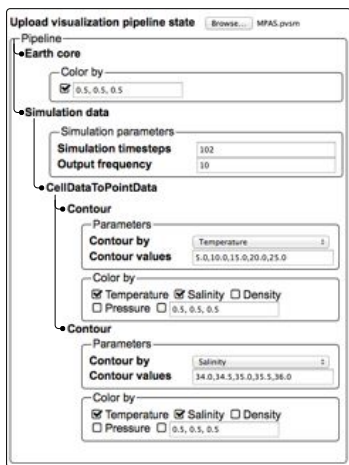 Upload visualization pipeline state Browse... MPAS.pvsm
Pipeline
Earth core
Color by
0.5, 0.5, 0.5
Simulation data
Simulation parameters
Simulation timesteps 102
Output frequency 10
CellDataToPointData
Contour
Parameters
Contour by Temperature
Contour values 5.0,10.0,15.0,20.0,25.0
Color by
Temperature Salinity Density
Pressure 0.5, 0.5, 0.5
Contour
Parameters
Contour by Salinity
Contour values 34.0,34.5,35.0,35.5,36.0
Color by
Temperature Salinity Density
Pressure 0.5, 0.5, 0.5